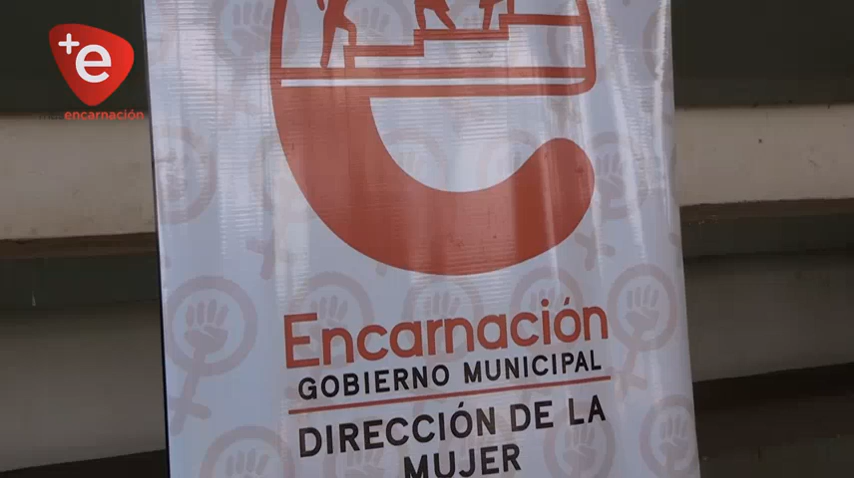 +e
encarnación
Encarnación
GOBIERNO MUNICIPAL
DIRECCIÓN DE LA
MUJER